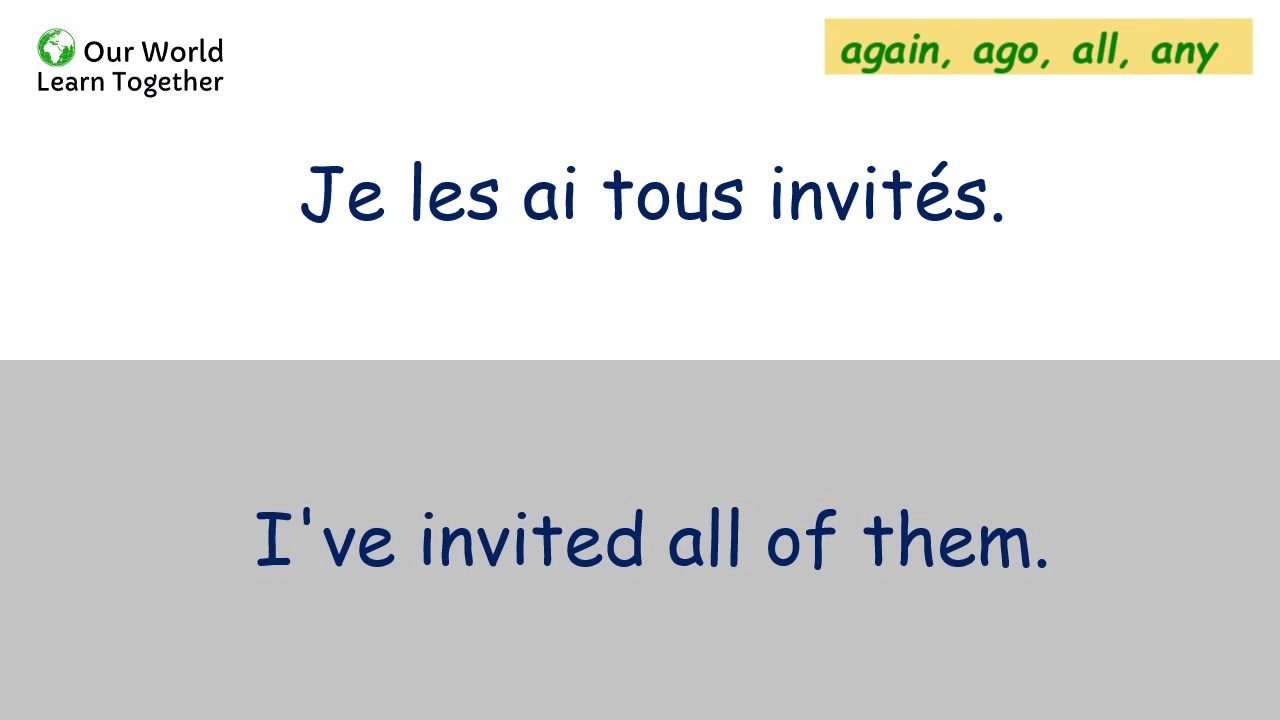 Our World
Learn Together
again, ago, all, any
Je les ai tous invités.
I've invited all of them.